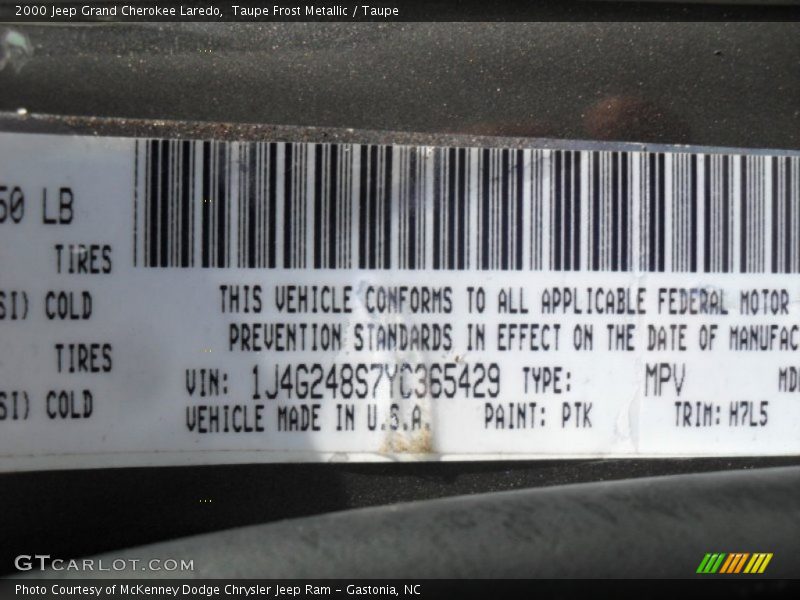 2000 Jeep Grand Cherokee Laredo, Taupe Frost Metallic / Taupe
50 LB
TIRES
SI) COLD
TIRES
SI) COLD
THIS VEHICLE CONFORMS TO ALL APPLICABLE FEDERAL MOTOR
PREVENTION STANDARDS IN EFFECT ON THE DATE OF MANUFAC
VIN: 1J4G248S7YC365429 TYPE: MPV MD
VEHICLE MADE IN U.S.A. PAINT: PTK TRIM: H7L5
GTCARLOT.COM
Photo Courtesy of McKenney Dodge Chrysler Jeep Ram – Gastonia, NC